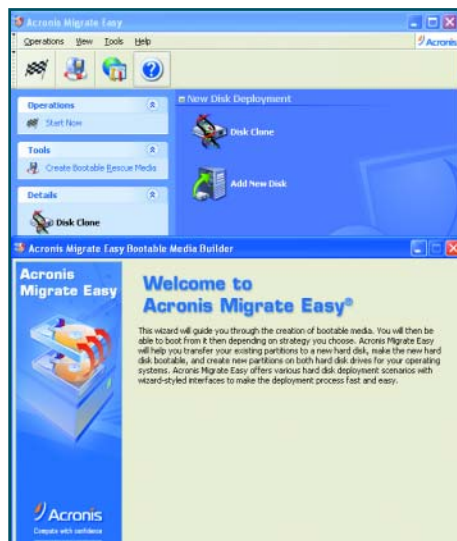 Acronis Migrate Easy
Operations View Tools Help
Acronis
Operations
Start Now
Tools
Create Bootable Rescue Media
Details
Disk Clone
New Disk Deployment
Disk Clone
Add New Disk
Acronis Migrate Easy Bootable Media Builder
Acronis
Migrate Easy
Acronis
Compute with confidence
Welcome to
Acronis Migrate Easy®
This wizard will guide you through the creation of bootable media. You will then be
able to boot from it then depending on strategy you choose. Acronis Migrate Easy
will help you transfer your existing partitions to a new hard disk, make the new hard
disk bootable, and create new partitions on both hard disk drives for your operating
systems. Acronis Migrate Easy offers various hard disk deployment scenarios with
wizard-styled interfaces to make the deployment process fast and easy.